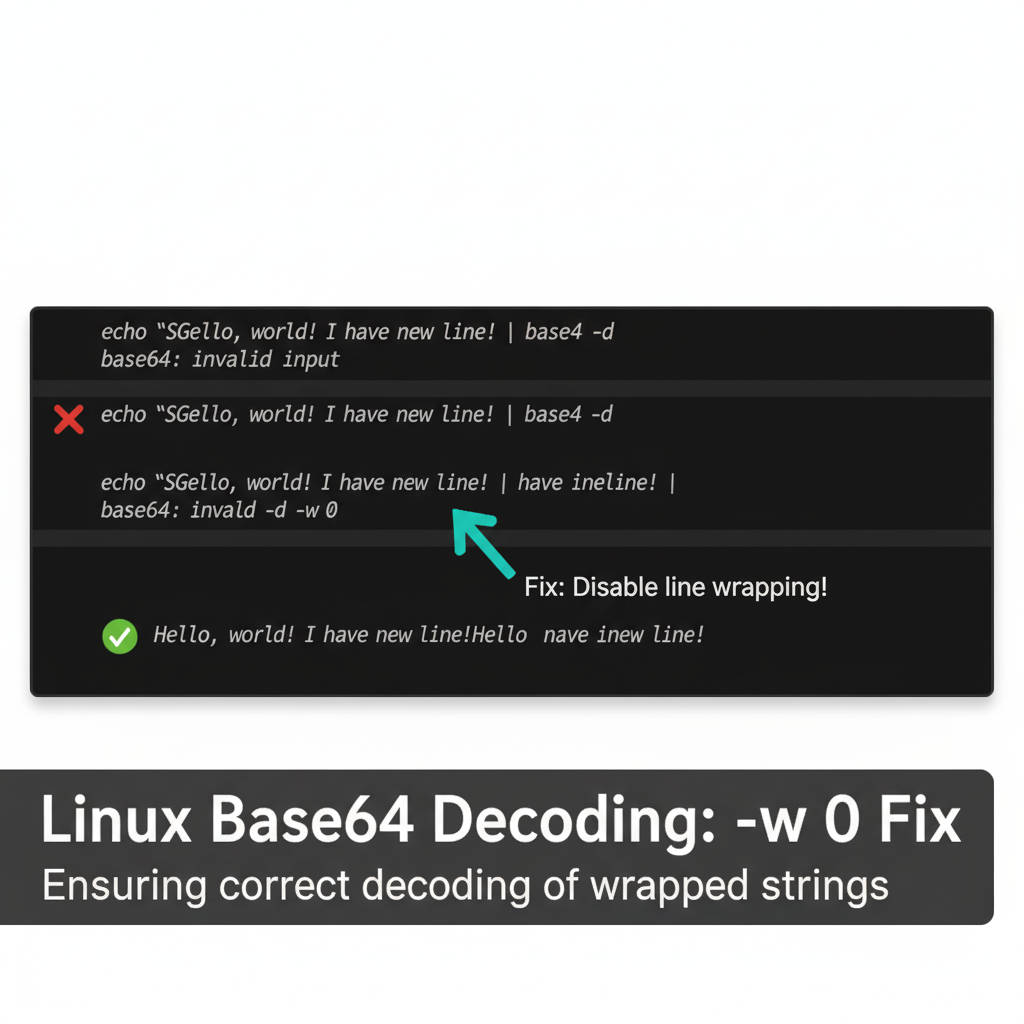 echo “SGello, world! I have new line! | base4 -d
base64: invalid input
echo “SGello, world! I have new line! | base4 -d
echo “SGello, world! I have new line! | have ineline! |
base64: invald -d -w 0
Fix: Disable line wrapping!
Hello, world! I have new line!Hello nave inew line!
Linux Base64 Decoding: -w 0 Fix
Ensuring correct decoding of wrapped strings